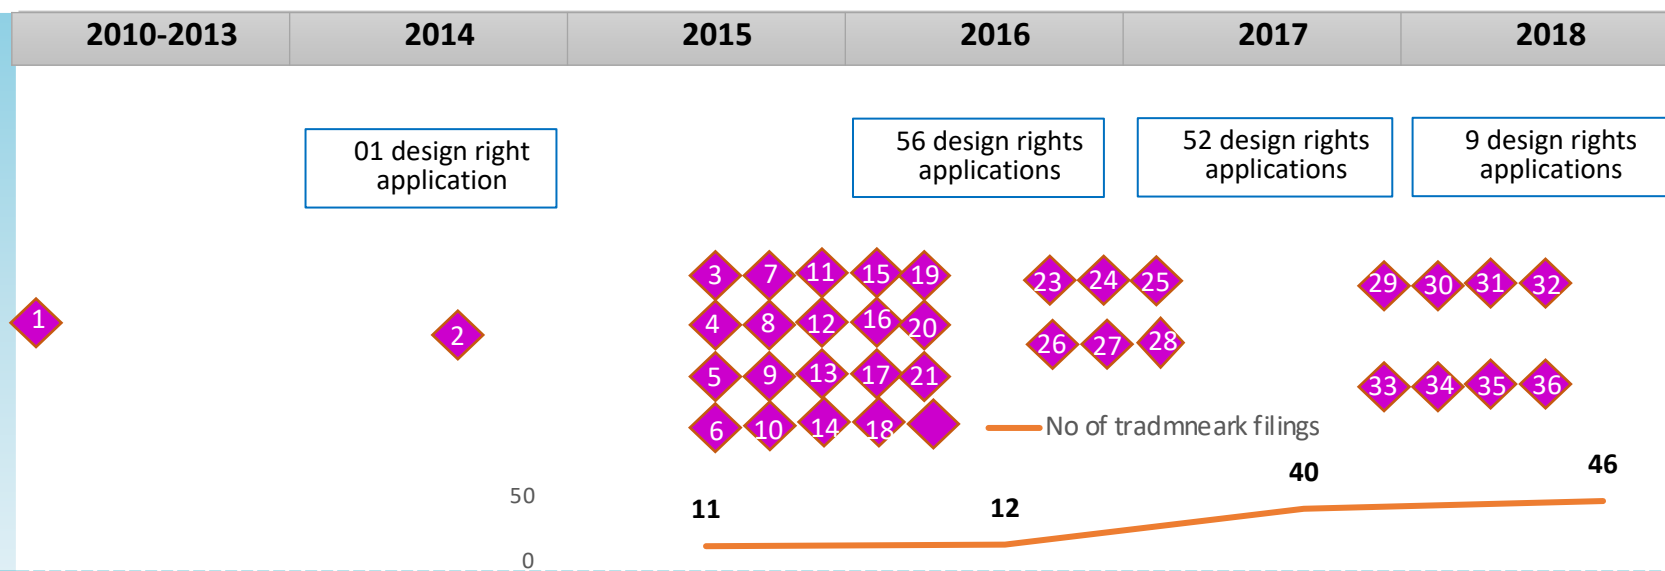 2010-2013 2014 2015 2016 2017 2018
01 design right
application
56 design rights
applications
52 design rights
applications
9 design rights
applications
1
2
3 7 11 15 19
4 8 12 16 20
5 9 13 17 21
6 10 14 18
23 24 25
26 27 28
29 30 31 32
33 34 35 36
No of tradmneark filings
50
0
11
12
40
46